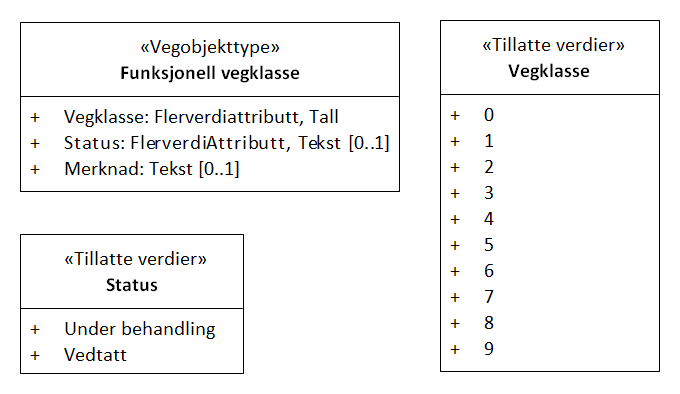 «Vegobjekttype»
Funksjonell vegklasse
+ Vegklasse: Flerverdiattributt, Tall
+ Status: FlerverdiAttributt, Tekst [0..1]
+ Merknad: Tekst [0..1]
«Tillatte verdier»
Status
+ Under behandling
+ Vedtatt
«Tillatte verdier»
Vegklasse
+ 0
+ 1
+ 2
+ 3
+ 4
+ 5
+ 6
+ 7
+ 8
+ 9